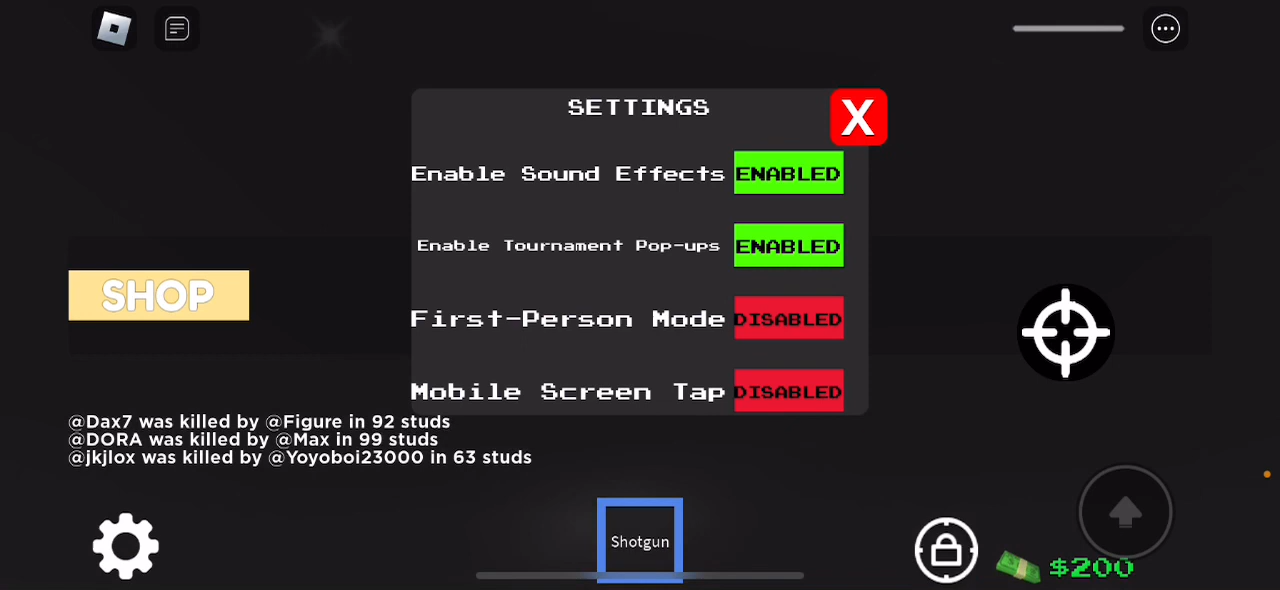 SETTINGS
X
Enable Sound Effects ENABLED
Enable Tournament Pop-ups ENABLED
SHOP
First-Person Mode DISABLED
Mobile Screen Tap DISABLED
@Dax7 was killed by @Figure in 92 studs
@DORA was killed by @Max in 99 studs
@jkjlox was killed by @Yoyoboi23000 in 63 studs
Shotgun
$200